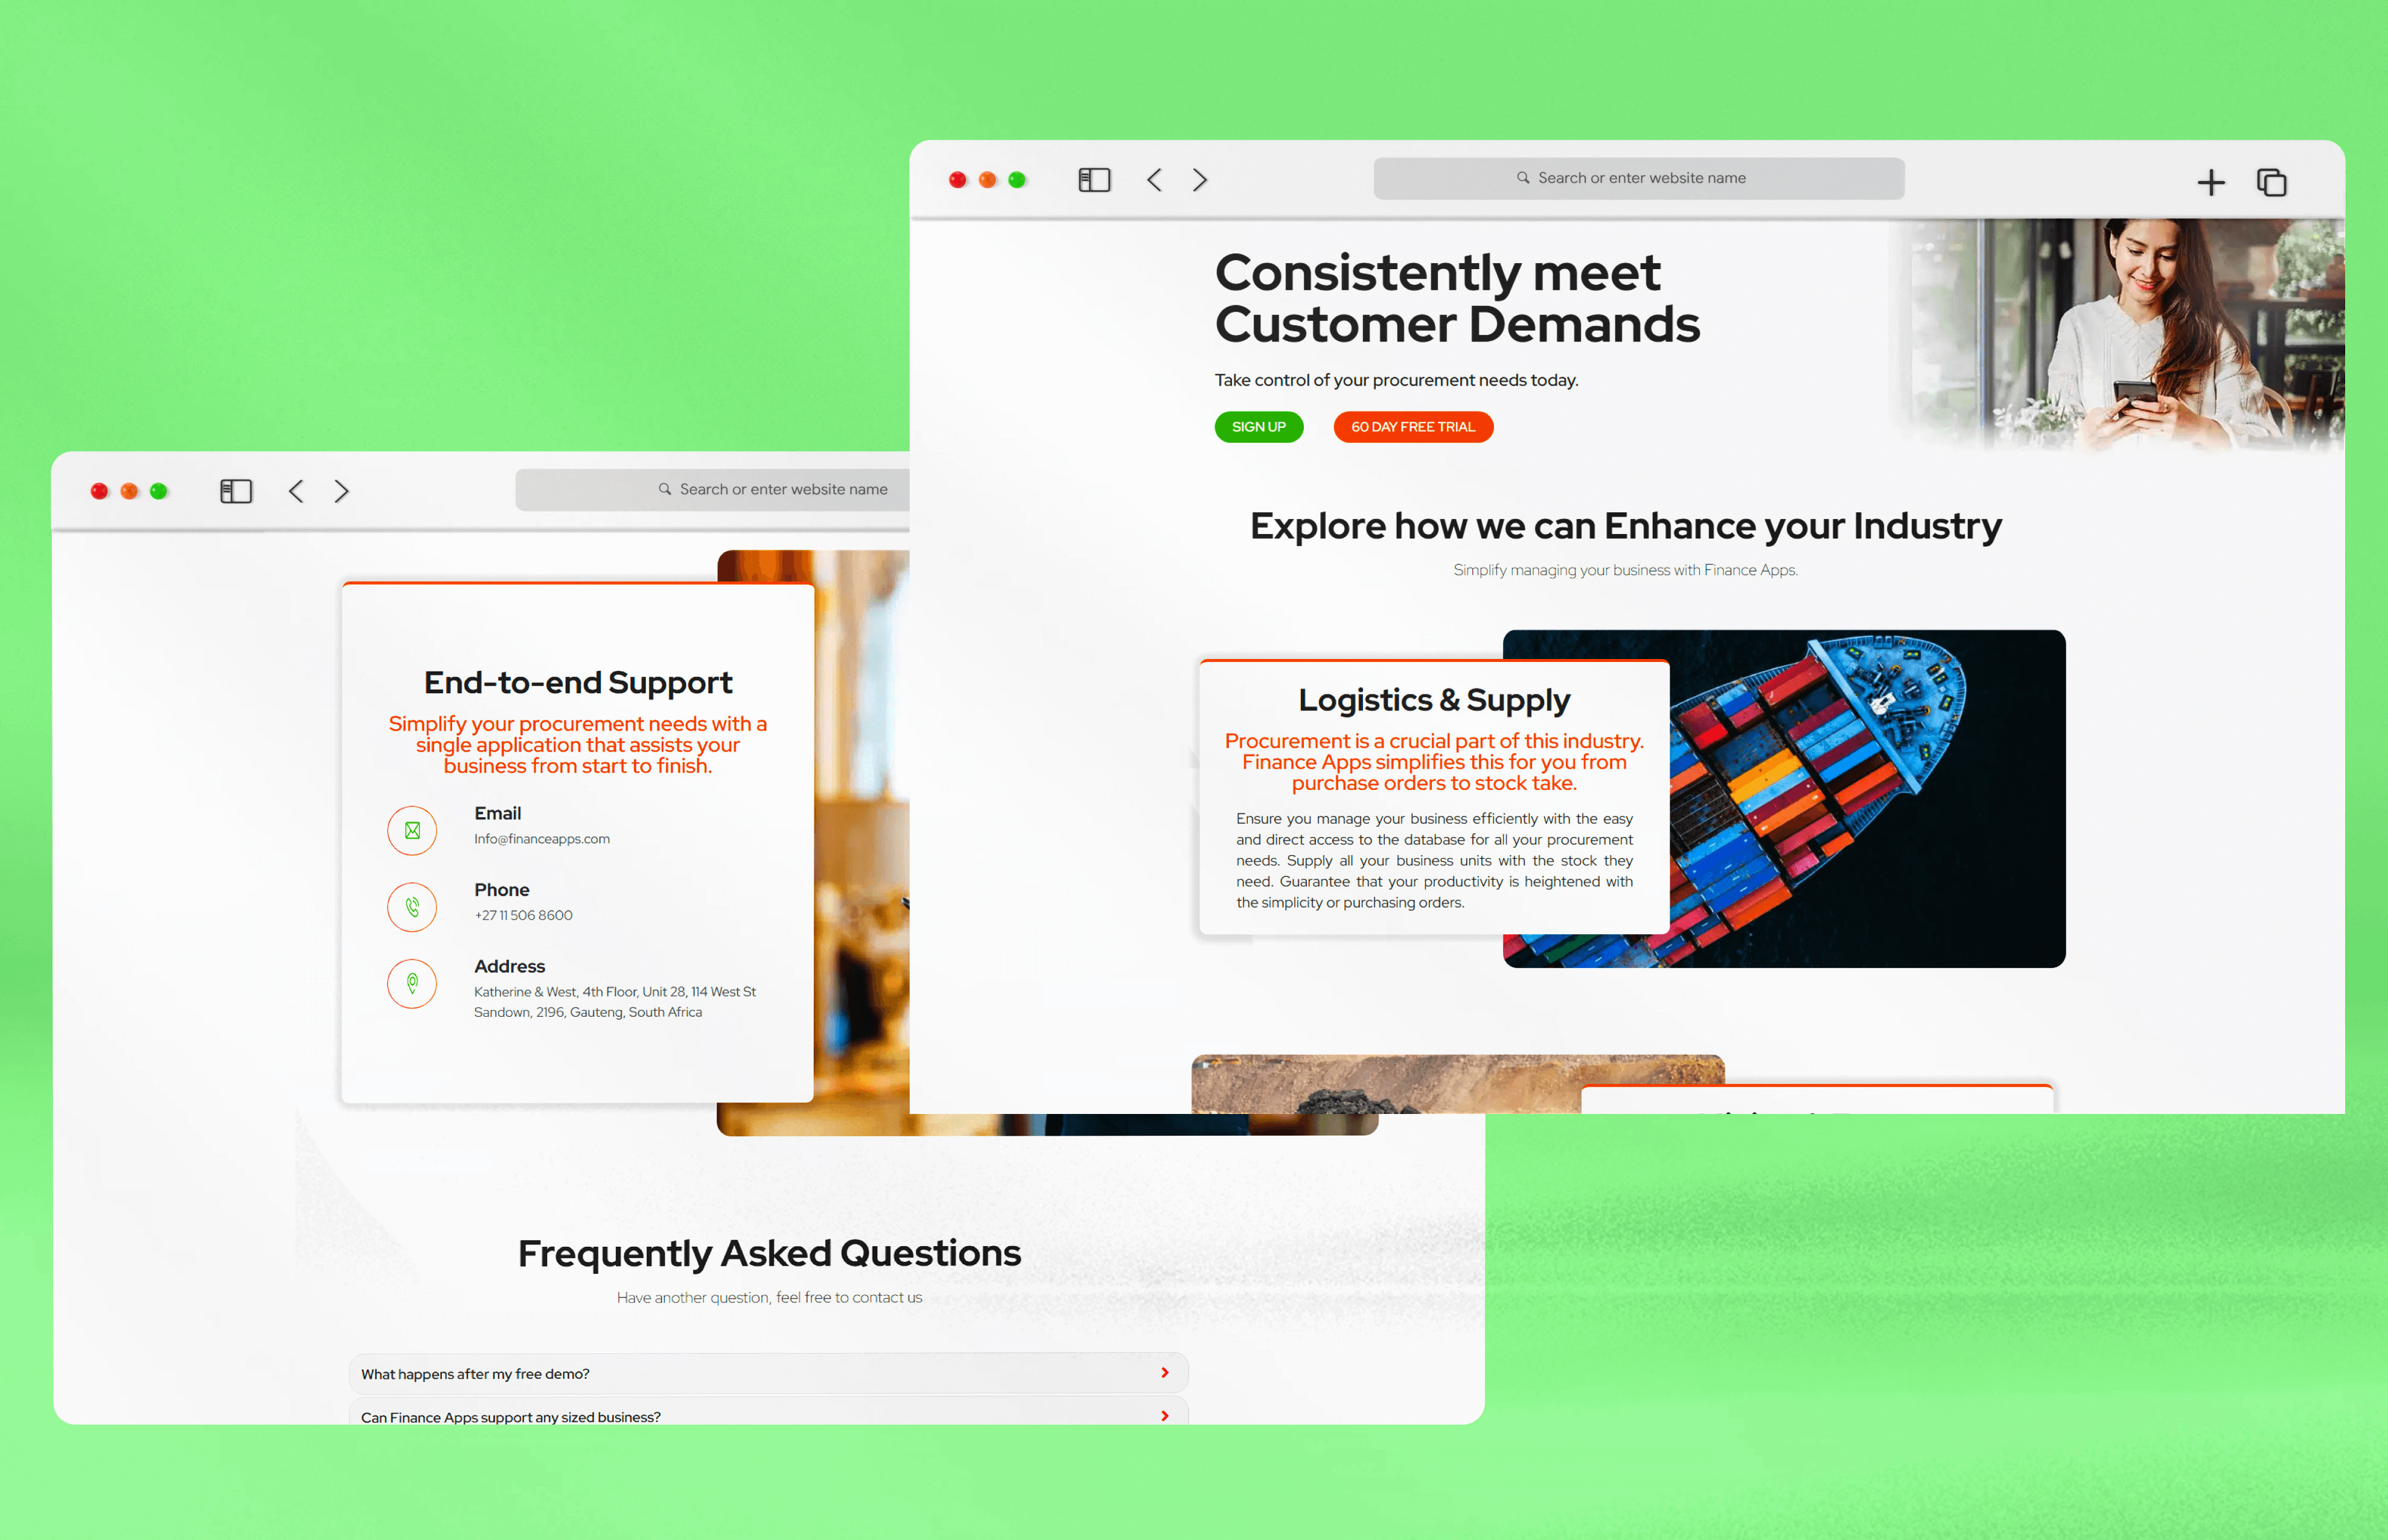 Search or enter website name
Consistently meet
Customer Demands
Take control of your procurement needs today.
SIGN UP
60 DAY FREE TRIAL
Explore how we can Enhance your Industry
Simplify managing your business with Finance Apps.
Logistics & Supply
Procurement is a crucial part of this industry.
Finance Apps simplifies this for you from
purchase orders to stock take.
Ensure you manage your business efficiently with the easy
and direct access to the database for all your procurement
needs. Supply all your business units with the stock they
need. Guarantee that your productivity is heightened with
the simplicity or purchasing orders.
Search or enter website name
End-to-end Support
Simplify your procurement needs with a
single application that assists your
business from start to finish.
Email
Info@financeapps.com
Phone
+27 11 506 8600
Address
Katherine & West, 4th Floor, Unit 28, 114 West St
Sandown, 2196, Gauteng, South Africa
Frequently Asked Questions
Have another question, feel free to contact us
What happens after my free demo?
Can Finance Apps support any sized business?